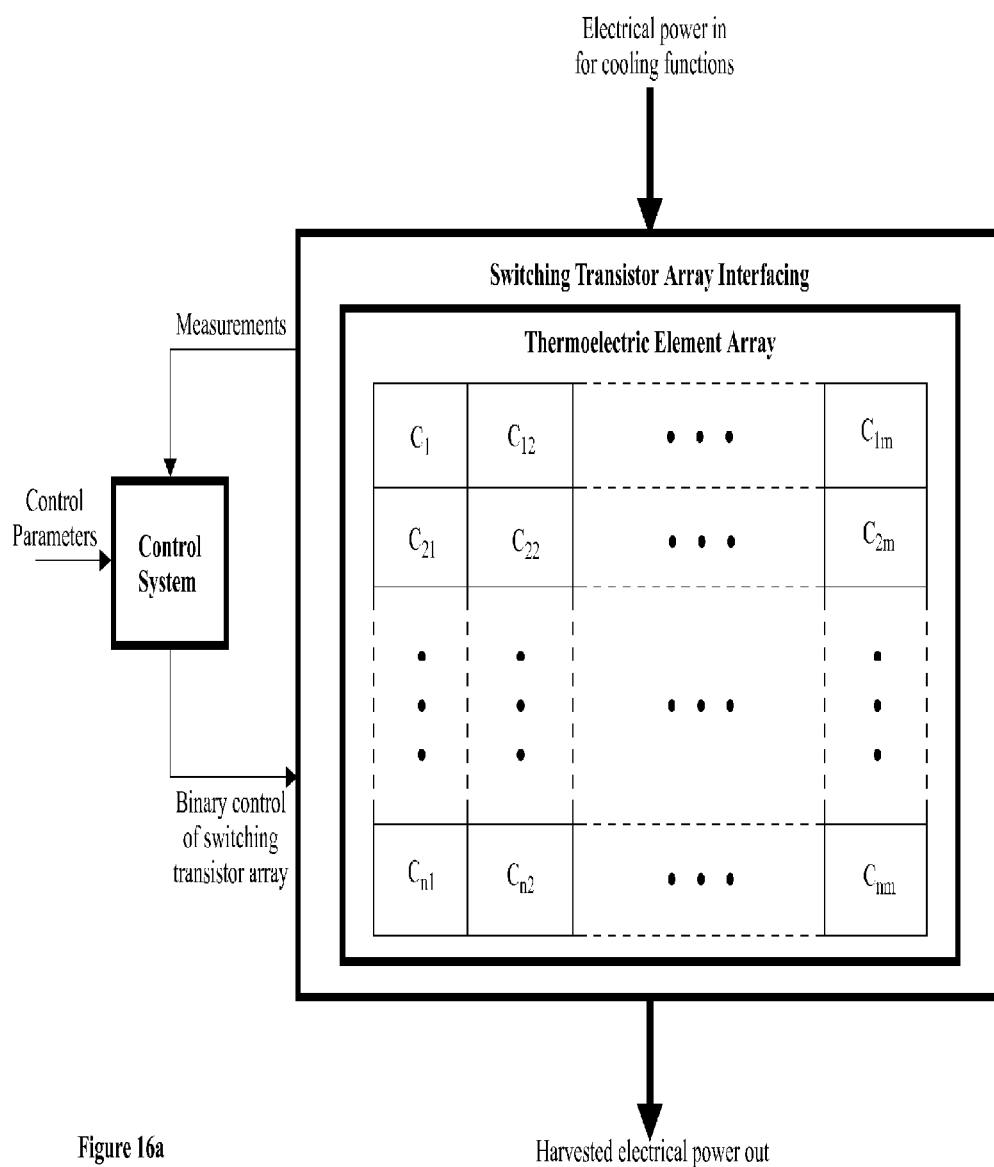 Electrical power in
for cooling functions
Switching Transistor Array Interfacing
Measurements
Thermoelectric Element Array
C1 C12 • • • C1m
Control
Parameters
Control
System
C21 C22 • • • C2m
• • • • •
Binary control
of switching
transistor array
Cn1 Cn2 • • • Cnm
Figure 16a
Harvested electrical power out